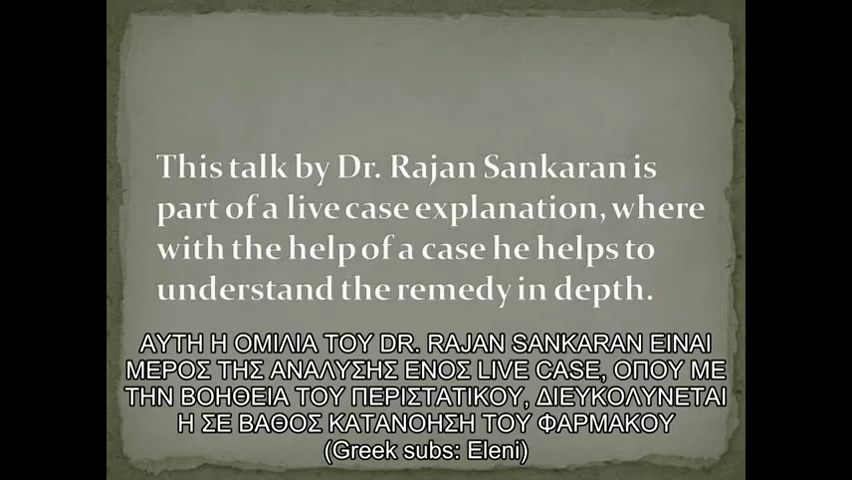 This talk by Dr. Rajan Sankaran is
part of a live case explanation, where
with the help of a case he helps to
understand the remedy in depth.
ΑΥΤΗ Η ΟΜΙΛΙΑ ΤΟΥ DR. RAJAN SANKARAN ΕΙΝΑΙ
ΜΕΡΟΣ ΤΗΣ ΑΝΑΛΥΣΗΣ ΕΝΟΣ LIVE CASE, ΟΠΟΥ ΜΕ
ΤΗΝ ΒΟΗΘΕΙΑ ΤΟΥ ΠΕΡΙΣΤΑΤΙΚΟΥ, ΔΙΕΥΚΟΛΥΝΕΤΑΙ
Η ΣΕ ΒΑΘΟΣ ΚΑΤΑΝΟΗΣΗ ΤΟΥ ΦΑΡΜΑΚΟΥ
(Greek subs: Eleni)